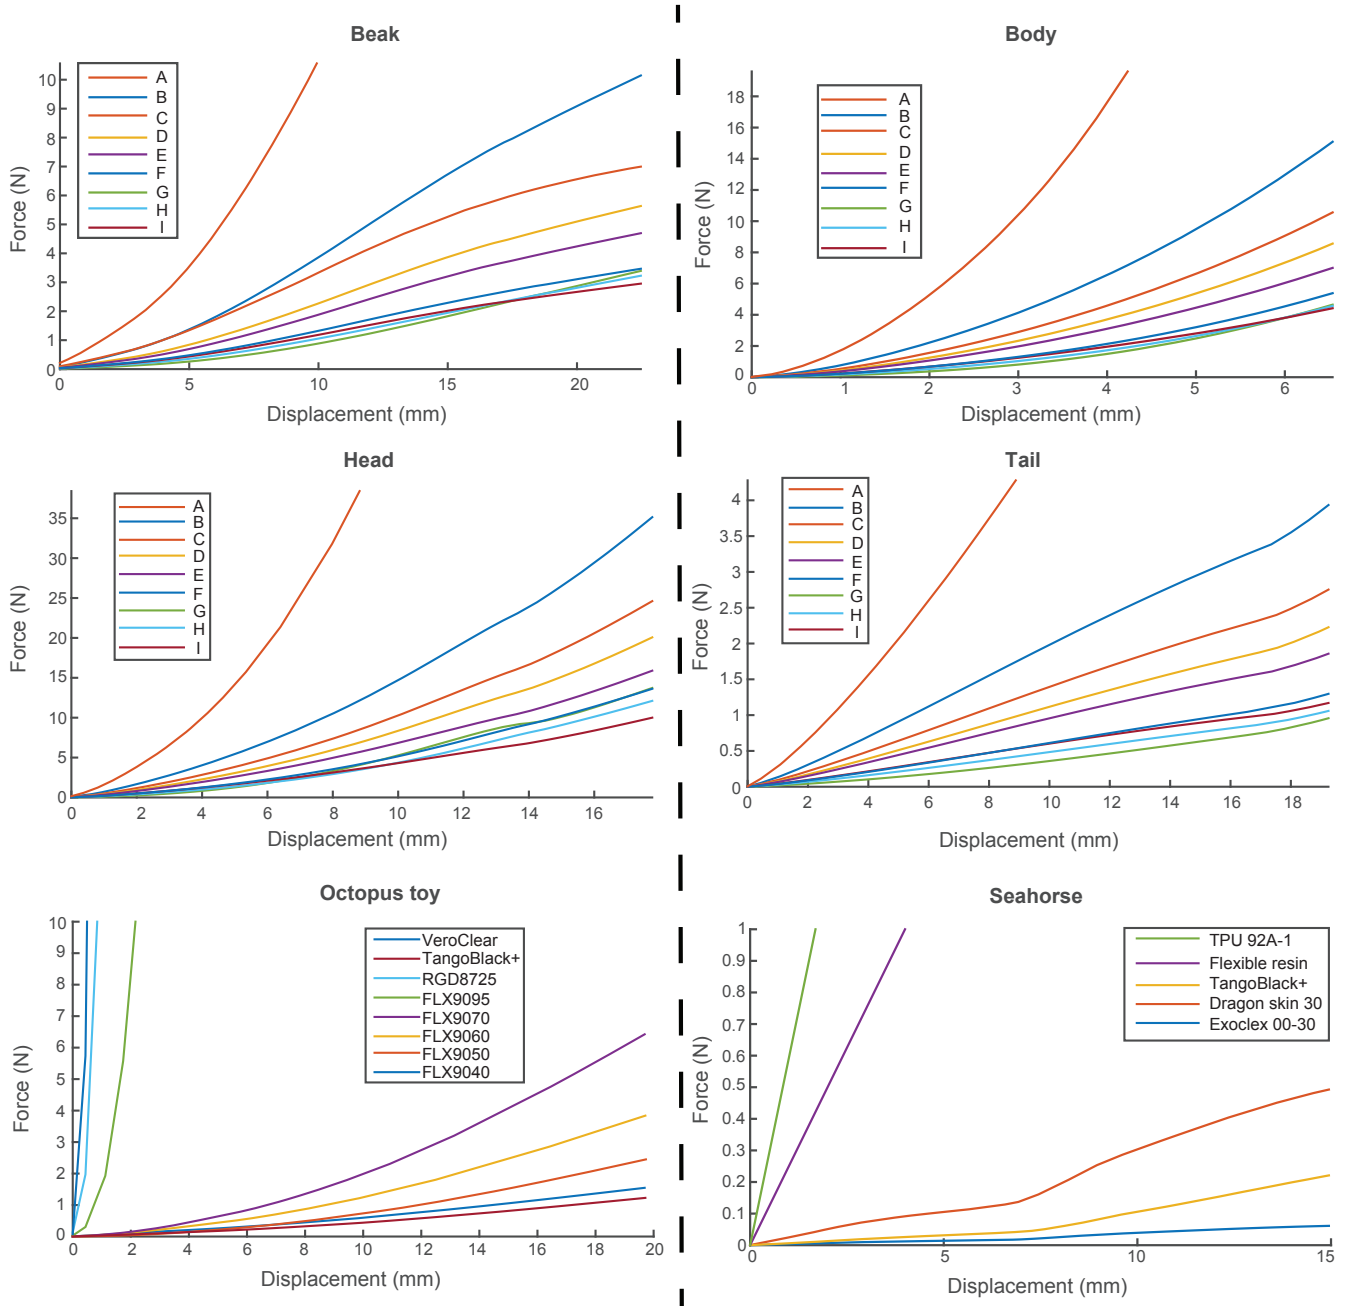 Beak
A
B
C
D
E
F
G
H
I
10
9
8
7
6
5
4
3
2
1
0
0 5 10 15 20
Force (N)
Displacement (mm)
Body
A
B
C
D
E
F
G
H
I
18
16
14
12
10
8
6
4
2
0
0 1 2 3 4 5 6
Force (N)
Displacement (mm)
Head
A
B
C
D
E
F
G
H
I
35
30
25
20
15
10
5
0
0 2 4 6 8 10 12 14 16
Force (N)
Displacement (mm)
Tail
A
B
C
D
E
F
G
H
I
4
3.5
3
2.5
2
1.5
1
0.5
0
0 2 4 6 8 10 12 14 16 18
Force (N)
Displacement (mm)
Octopus toy
VeroClear
TangoBlack+
RGD8725
FLX9095
FLX9070
FLX9060
FLX9050
FLX9040
10
9
8
7
6
5
4
3
2
1
0
0 2 4 6 8 10 12 14 16 18 20
Force (N)
Displacement (mm)
Seahorse
TPU 92A-1
Flexible resin
TangoBlack+
Dragon skin 30
Exoclex 00-30
1
0.9
0.8
0.7
0.6
0.5
0.4
0.3
0.2
0.1
0
0 5 10 15
Force (N)
Displacement (mm)